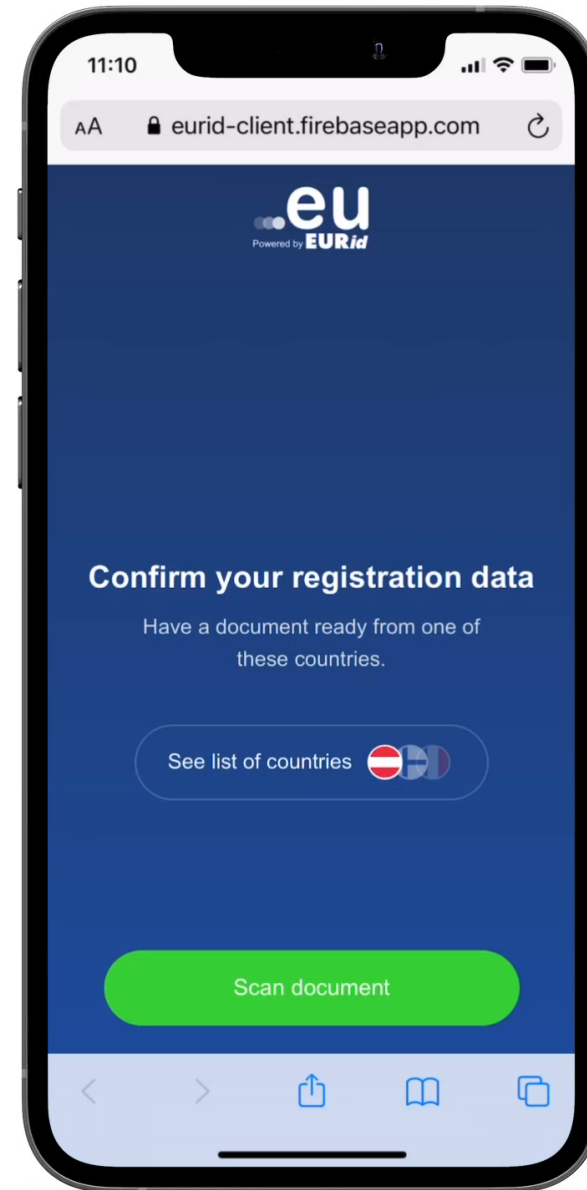 11:10
AA eurid-client.firebaseapp.com
.eu
Powered by EURid
Confirm your registration data
Have a document ready from one of
these countries.
See list of countries
Scan document